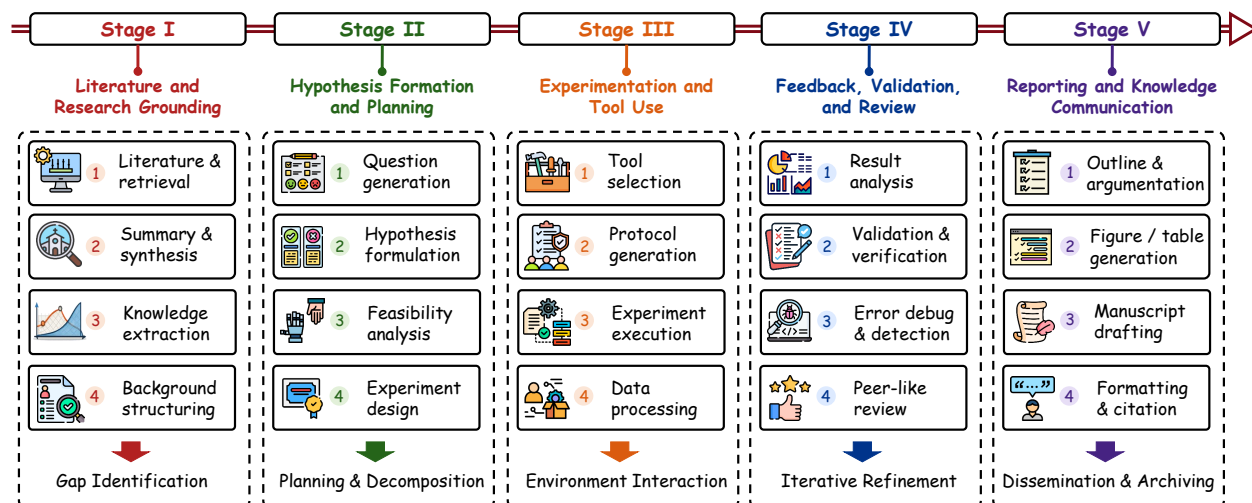 Stage I
Stage II
Stage III
Stage IV
Stage V
Literature and
Research Grounding
Hypothesis Formation
and Planning
Experimentation and
Tool Use
Feedback, Validation,
and Review
Reporting and Knowledge
Communication
1
Literature &
retrieval
2
Summary &
synthesis
3
Knowledge
extraction
4
Background
structuring
Gap Identification
1
Question
generation
2
Hypothesis
formulation
3
Feasibility
analysis
4
Experiment
design
Planning & Decomposition
1
Tool
selection
2
Protocol
generation
3
Experiment
execution
4
Data
processing
Environment Interaction
1
Result
analysis
2
Validation &
verification
3
Error debug
& detection
4
Peer-like
review
Iterative Refinement
1
Outline &
argumentation
2
Figure / table
generation
3
Manuscript
drafting
4
Formatting
& citation
Dissemination & Archiving